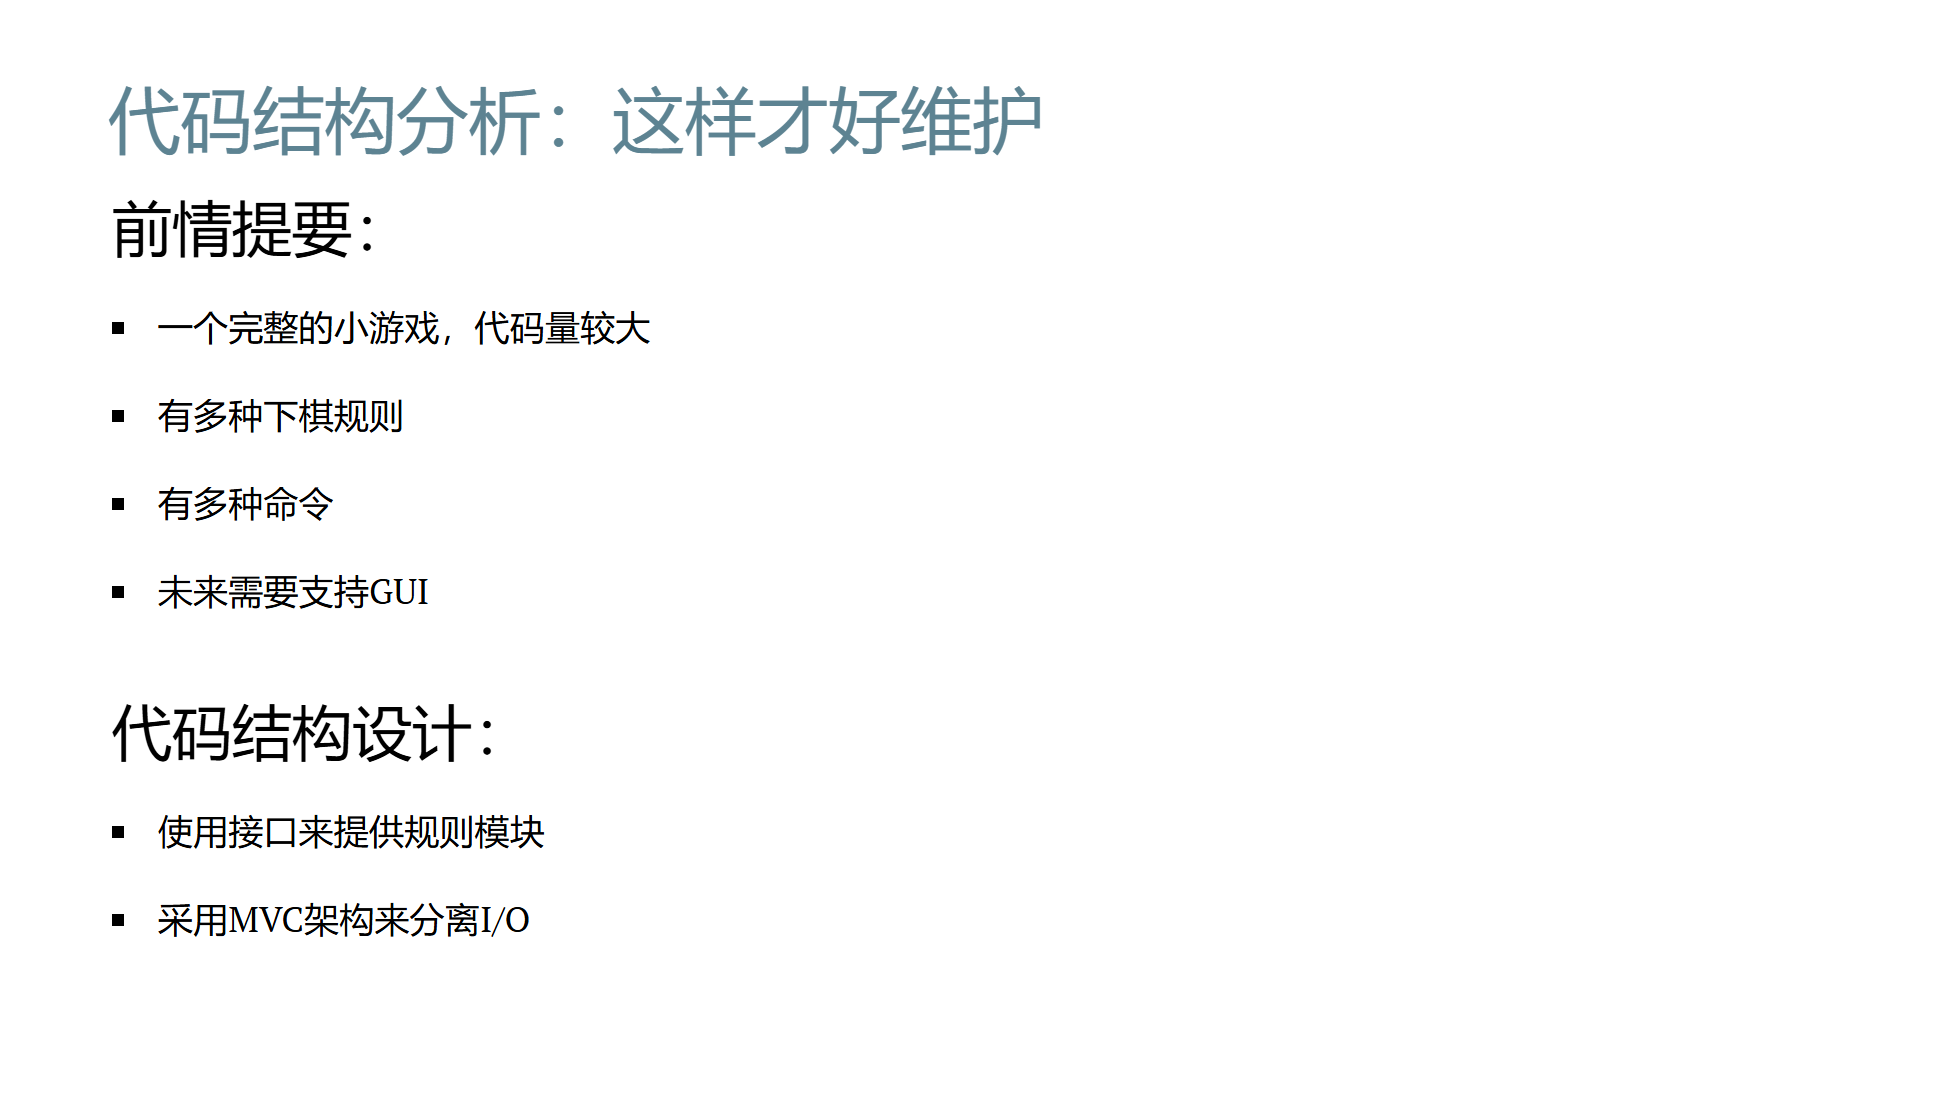 代码结构分析：这样才好维护
前情提要：
▪ 一个完整的小游戏，代码量较大
▪ 有多种下棋规则
▪ 有多种命令
▪ 未来需要支持GUI
代码结构设计：
▪ 使用接口来提供规则模块
▪ 采用MVC架构来分离I/O